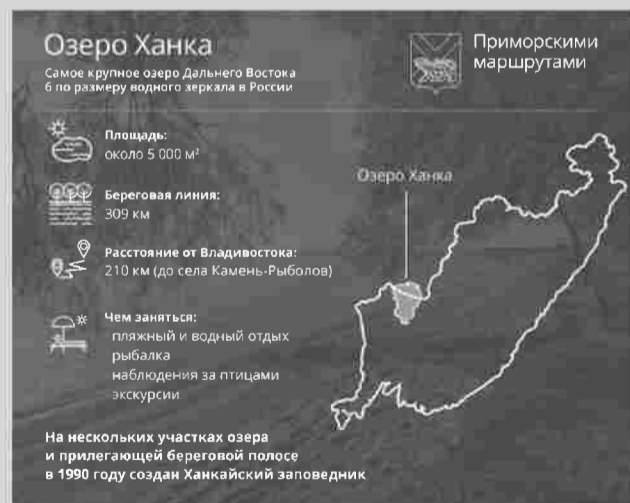 Озеро Ханка
Самое крупное озеро Дальнего Востока
6 по размеру водного зеркала в России
Приморскими
маршрутами
Площадь:
около 5 000 м²
Береговая линия:
309 км
Расстояние от Владивостока:
210 км (до села Камень-Рыболов)
Чем заняться:
пляжный и водный отдых
рыбалка
наблюдения за птицами
экскурсии
Озеро Ханка
На нескольких участках озера
и прилегающей береговой полосе
в 1990 году создан Ханкайский заповедник